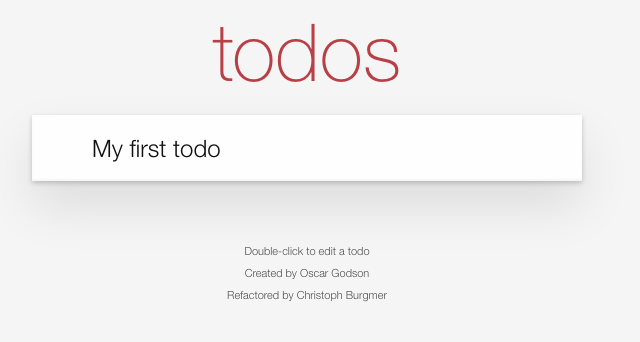 todos
My first todo
Double-click to edit a todo
Created by Oscar Godson
Refactored by Christoph Burgmer